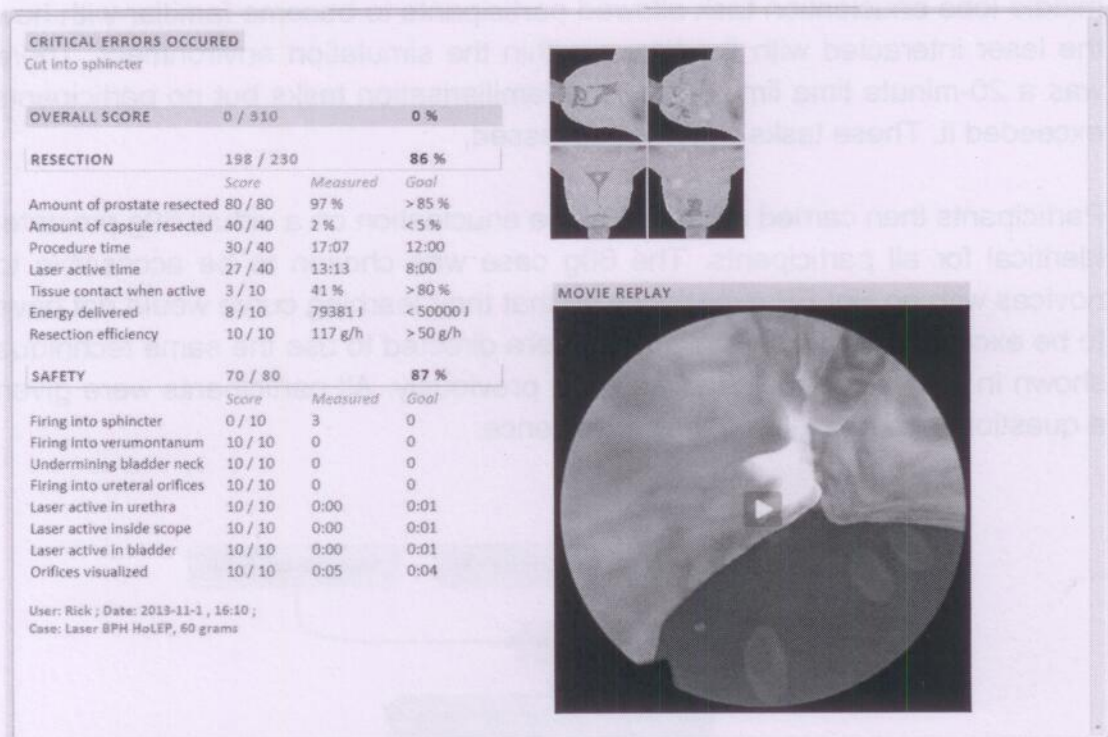 CRITICAL ERRORS OCCURED
Cut into sphincter
OVERALL SCORE 0 / 310 0 %
RESECTION 198 / 230 86 %
Score Measured Goal
Amount of prostate resected 80 / 80 97 % > 85 %
Amount of capsule resected 40 / 40 2 % < 5 %
Procedure time 30 / 40 17:07 12:00
Laser active time 27 / 40 13:13 8:00
Tissue contact when active 3 / 10 41 % > 80 %
Energy delivered 8 / 10 79381 J < 50000 J
Resection efficiency 10 / 10 117 g/h > 50 g/h
SAFETY 70 / 80 87 %
Score Measured Goal
Firing into sphincter 0 / 10 3 0
Firing into verumontanum 10 / 10 0 0
Undermining bladder neck 10 / 10 0 0
Firing into ureteral orifices 10 / 10 0 0
Laser active in urethra 10 / 10 0:00 0:01
Laser active inside scope 10 / 10 0:00 0:01
Laser active in bladder 10 / 10 0:00 0:01
Orifices visualized 10 / 10 0:05 0:04
User: Rick ; Date: 2013-11-1 , 16:10 ;
Case: Laser BPH HoLEP, 60 grams
MOVIE REPLAY